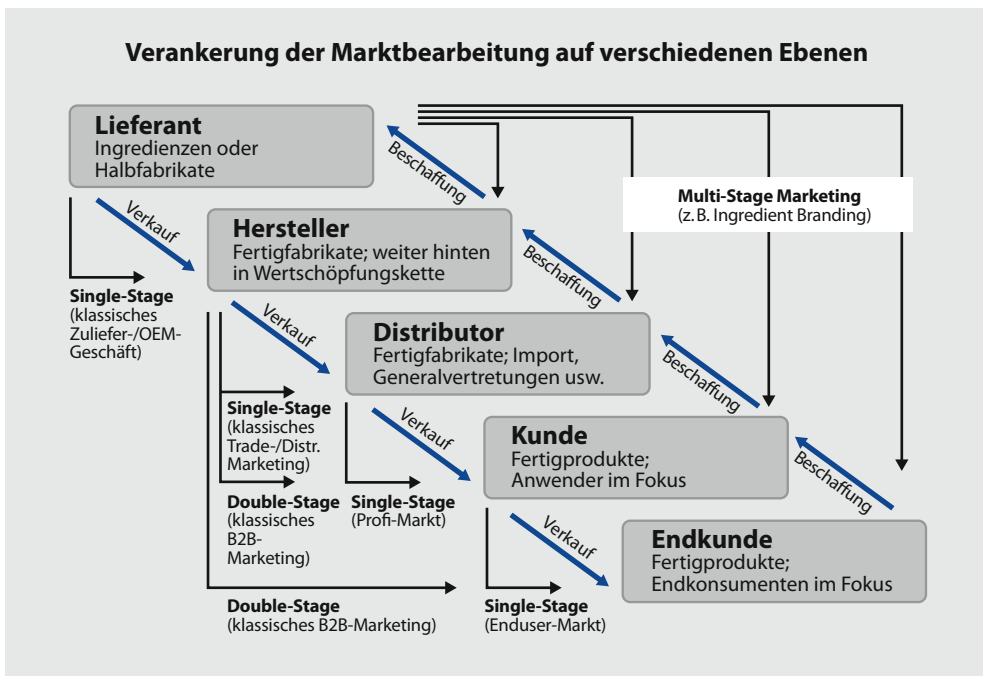 Verankerung der Marktbearbeitung auf verschiedenen Ebenen
Lieferant
Ingredienzen oder
Halbfabrikate
Beschaffung
Multi-Stage Marketing
(z. B. Ingredient Branding)
Verkauf
Hersteller
Fertigfabrikate; weiter hinten
in Wertschöpfungskette
Beschaffung
Single-Stage
(klassisches
Zuliefer-/OEM-
Geschäft)
Verkauf
Distributor
Fertigfabrikate; Import,
Generalvertretungen usw.
Beschaffung
Single-Stage
(klassisches
Trade-/Distr.
Marketing)
Verkauf
Kunde
Fertigprodukte;
Anwender im Fokus
Beschaffung
Double-Stage
(klassisches
B2B-
Marketing)
Single-Stage
(Profi-Markt)
Verkauf
Endkunde
Fertigprodukte;
Endkonsumenten im Fokus
Double-Stage
(klassisches B2B-Marketing)
Single-Stage
(Enduser-Markt)